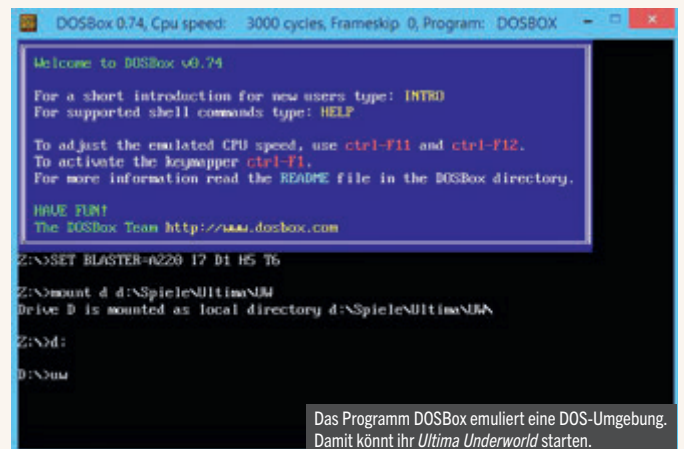 DOSBox 0.74, Cpu speed: 3000 cycles, Frameskip 0, Program: DOSBOX
Welcome to DOSBox v0.74
For a short introduction for new users type: INTRO
For supported shell commands type: HELP
To adjust the emulated CPU speed, use ctrl-F11 and ctrl-F12.
To activate the keymapper ctrl-F1.
For more information read the README file in the DOSBox directory.
HAVE FUN!
The DOSBox Team http://www.dosbox.com
Z:\>SET BLASTER=A220 I7 D1 H5 T6
Z:\>mount d d:\Spiele\Ultima\UW
Drive D is mounted as local directory d:\Spiele\Ultima\UW\
Z:\>d:
D:\>uw
Das Programm DOSBox emuliert eine DOS-Umgebung.
Damit könnt ihr Ultima Underworld starten.